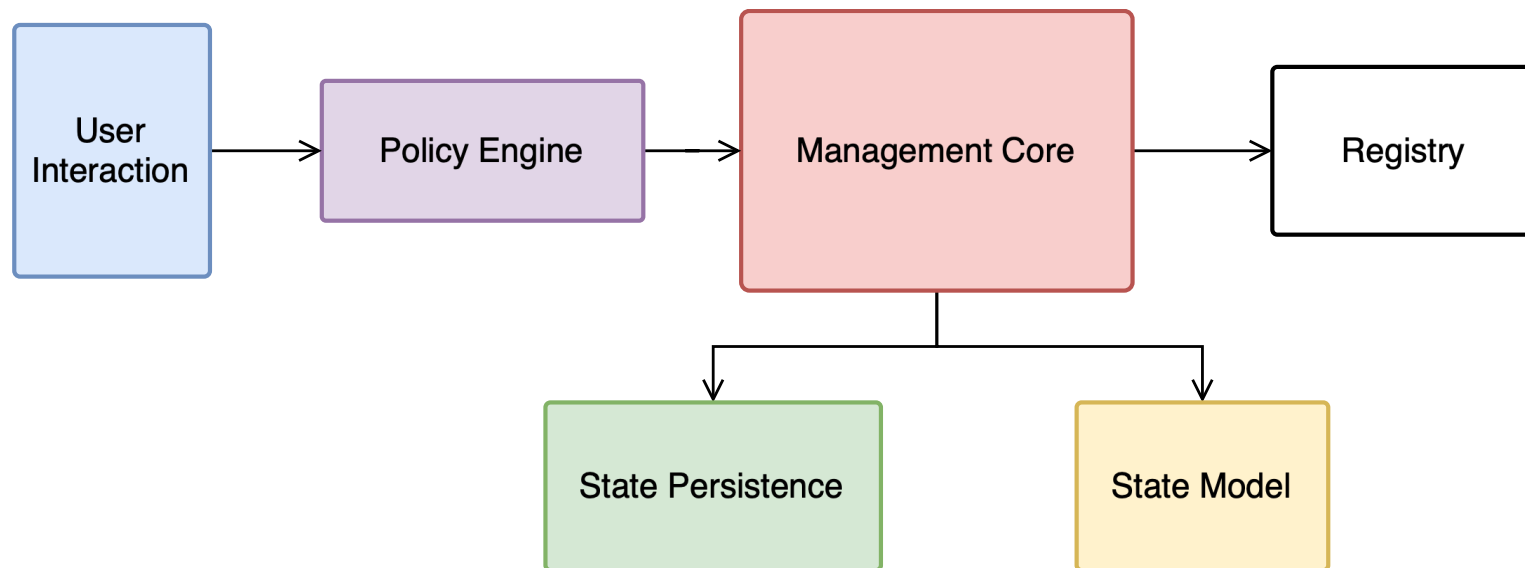 User
Interaction
Policy Engine
Management Core
Registry
State Persistence
State Model